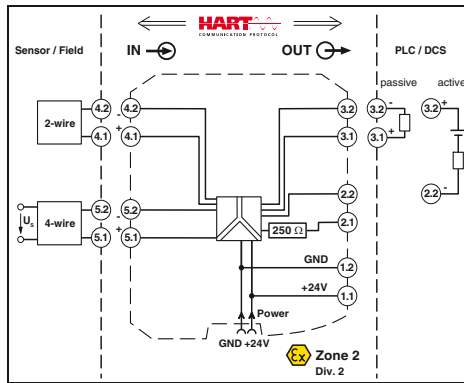 HART
COMMUNICATION PROTOCOL
Sensor / Field
IN
OUT
PLC / DCS
passive
active
2-wire
4.2
4.1
4.2
-
+
4.1
3.2
3.1
3.2
-
+
3.1
3.2
+
2.2
-
Us
4-wire
5.2
5.1
5.2
-
+
5.1
2.2
250 Ω
2.1
GND
1.2
+24V
1.1
Power
GND +24V
Ex
Zone 2
Div. 2